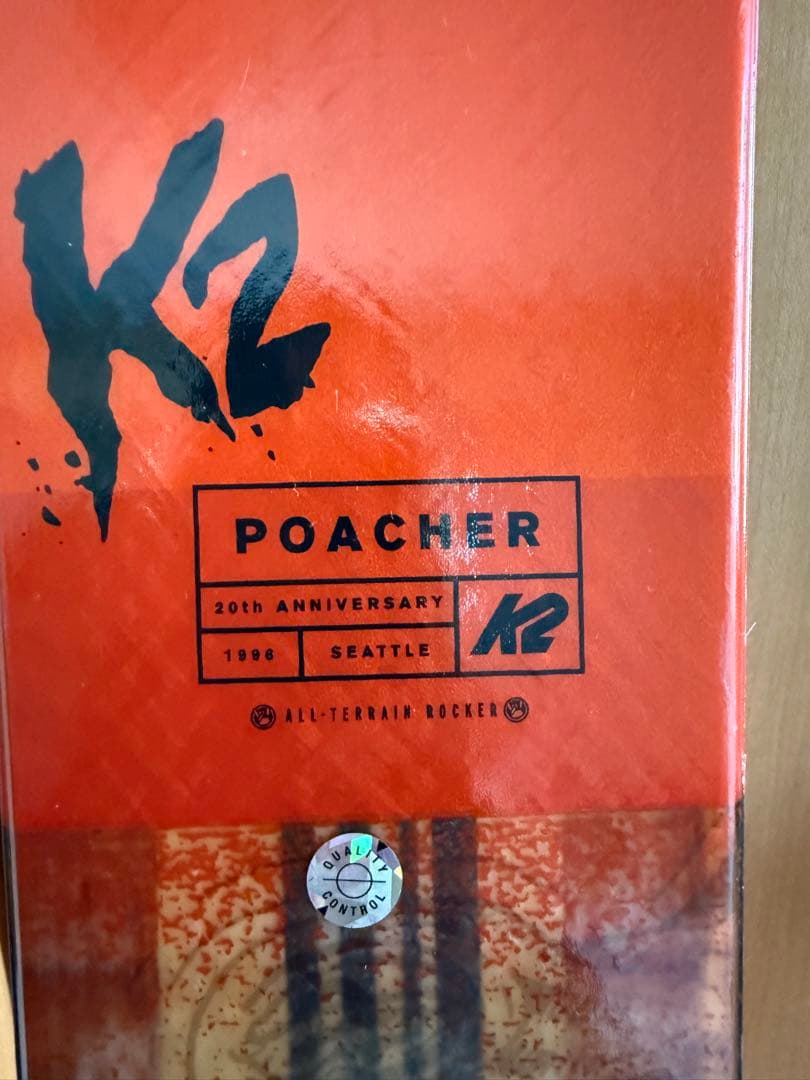 K2
POACHER
20th ANNIVERSARY
K2
1996
SEATTLE
ALL-TERRAIN ROCKER
QUALITY
CONTROL